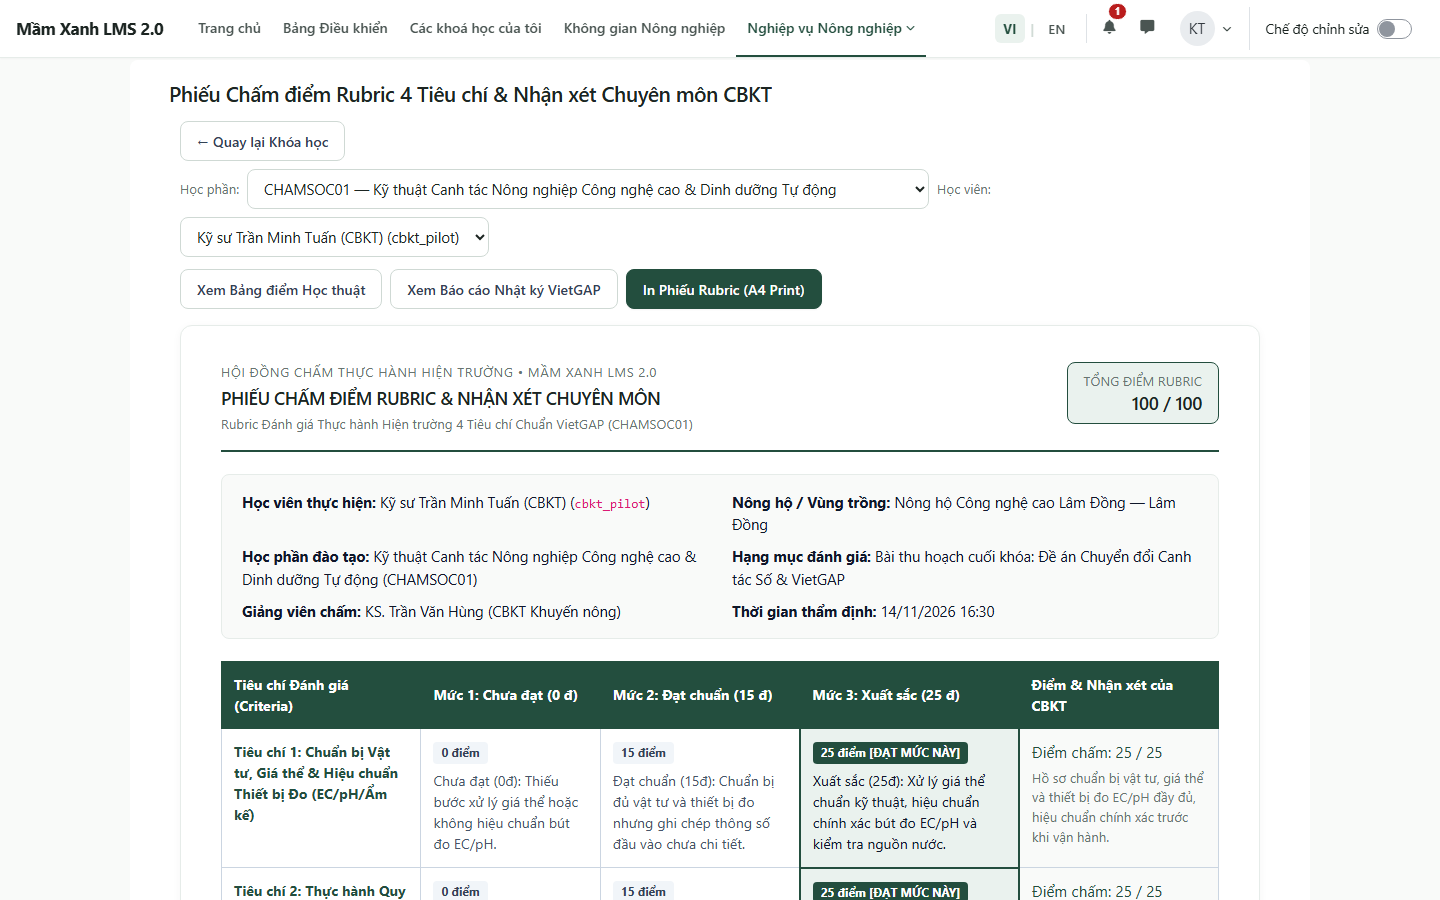 Mầm Xanh LMS 2.0
Trang chủ
Bảng Điều khiển
Các khoá học của tôi
Không gian Nông nghiệp
Nghiệp vụ Nông nghiệp
VI | EN
1
KT
Chế độ chỉnh sửa
Phiếu Chấm điểm Rubric 4 Tiêu chí & Nhận xét Chuyên môn CBKT
← Quay lại Khóa học
Học phần: CHAMSOC01 — Kỹ thuật Canh tác Nông nghiệp Công nghệ cao & Dinh dưỡng Tự động Học viên:
Kỹ sư Trần Minh Tuấn (CBKT) (cbkt_pilot)
Xem Bảng điểm Học thuật
Xem Báo cáo Nhật ký VietGAP
In Phiếu Rubric (A4 Print)
HỘI ĐỒNG CHẤM THỰC HÀNH HIỆN TRƯỜNG • MẦM XANH LMS 2.0
PHIẾU CHẤM ĐIỂM RUBRIC & NHẬN XÉT CHUYÊN MÔN
Rubric Đánh giá Thực hành Hiện trường 4 Tiêu chí Chuẩn VietGAP (CHAMSOC01)
TỔNG ĐIỂM RUBRIC
100 / 100
Học viên thực hiện: Kỹ sư Trần Minh Tuấn (CBKT) (cbkt_pilot)
Nông hộ / Vùng trồng: Nông hộ Công nghệ cao Lâm Đồng — Lâm
Đồng
Học phần đào tạo: Kỹ thuật Canh tác Nông nghiệp Công nghệ cao &
Dinh dưỡng Tự động (CHAMSOC01)
Hạng mục đánh giá: Bài thu hoạch cuối khóa: Đề án Chuyển đổi Canh
tác Số & VietGAP
Giảng viên chấm: KS. Trần Văn Hùng (CBKT Khuyến nông)
Thời gian thẩm định: 14/11/2026 16:30
Tiêu chí Đánh giá
(Criteria)
Mức 1: Chưa đạt (0 đ)
Mức 2: Đạt chuẩn (15 đ)
Mức 3: Xuất sắc (25 đ)
Điểm & Nhận xét của
CBKT
Tiêu chí 1: Chuẩn bị Vật
tư, Giá thể & Hiệu chuẩn
Thiết bị Đo (EC/pH/Ẩm
kế)
0 điểm
Chưa đạt (0đ): Thiếu
bước xử lý giá thể hoặc
không hiệu chuẩn bút
đo EC/pH.
15 điểm
Đạt chuẩn (15đ): Chuẩn bị
đủ vật tư và thiết bị đo
nhưng ghi chép thông số
đầu vào chưa chi tiết.
25 điểm [ĐẠT MỨC NÀY]
Xuất sắc (25đ): Xử lý giá thể
chuẩn kỹ thuật, hiệu chuẩn
chính xác bút đo EC/pH và
kiểm tra nguồn nước.
Điểm chấm: 25 / 25
Hồ sơ chuẩn bị vật tư, giá thể
và thiết bị đo EC/pH đầy đủ,
hiệu chuẩn chính xác trước
khi vận hành.
Tiêu chí 2: Thực hành Quy
0 điểm
15 điểm
25 điểm [ĐẠT MỨC NÀY]
Điểm chấm: 25 / 25